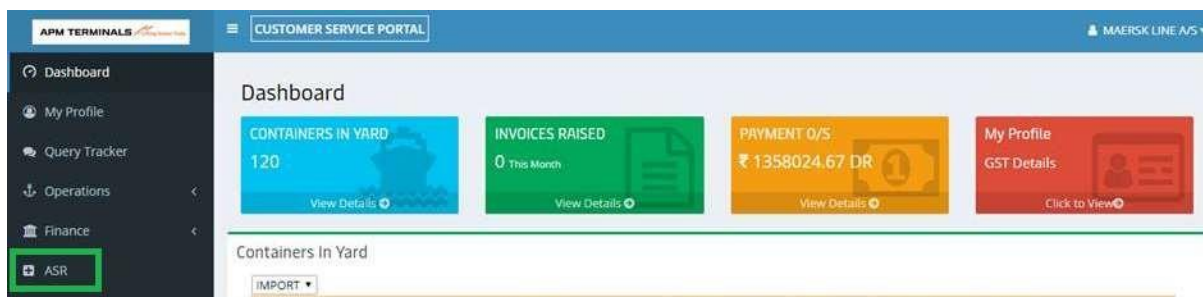 APM TERMINALS
CUSTOMER SERVICE PORTAL
MAERSK LINE A/S
Dashboard
My Profile
Query Tracker
Operations
Finance
ASR
Dashboard
CONTAINERS IN YARD
120
View Details
INVOICES RAISED
0 This Month
View Details
PAYMENT O/S
₹ 1358024.67 DR
View Details
My Profile
GST Details
Click to View
Containers In Yard
IMPORT